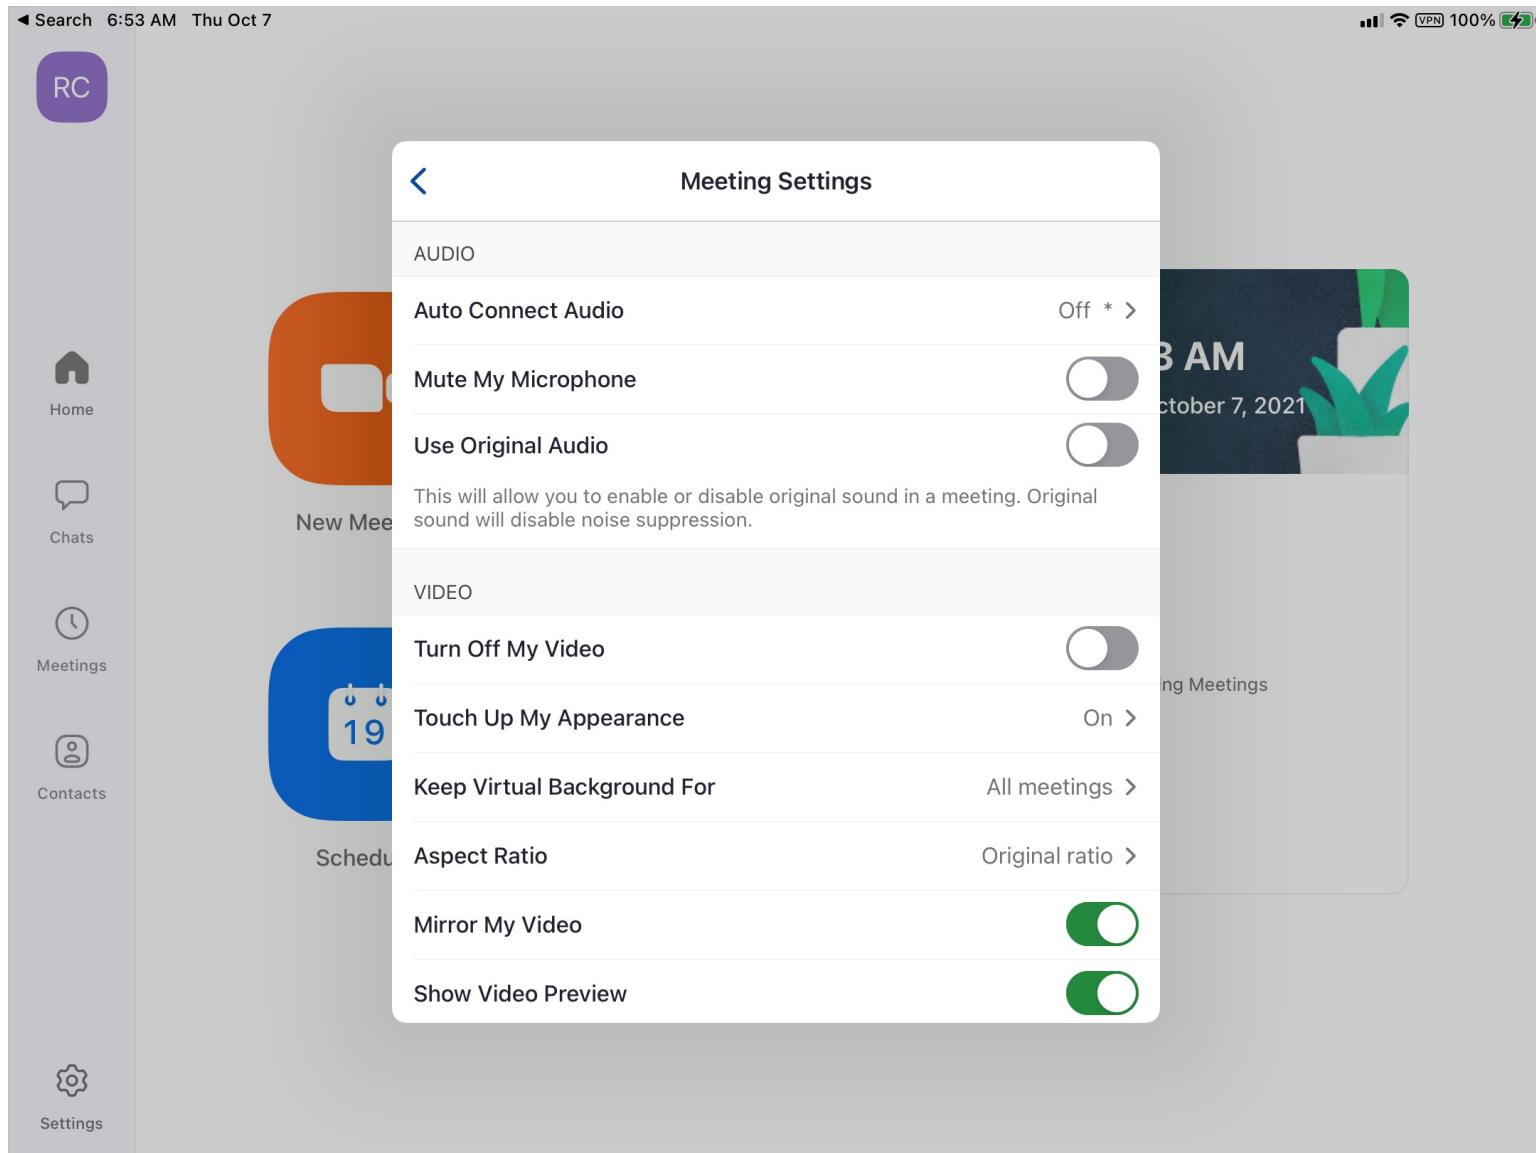 Search 6:53 AM Thu Oct 7
VPN 100%
RC
Home
Chats
Meetings
Contacts
Settings
New Mee
19
Schedu
3 AM
ctober 7, 2021
ing Meetings
Meeting Settings
AUDIO
Auto Connect Audio Off *
Mute My Microphone
Use Original Audio
This will allow you to enable or disable original sound in a meeting. Original
sound will disable noise suppression.
VIDEO
Turn Off My Video
Touch Up My Appearance On
Keep Virtual Background For All meetings
Aspect Ratio Original ratio
Mirror My Video
Show Video Preview